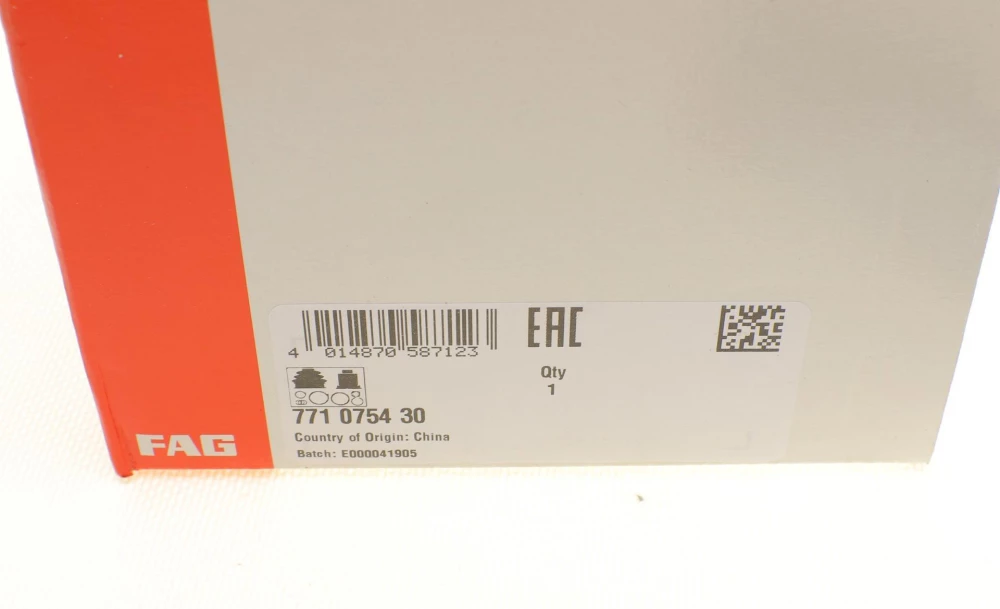 4 014870 587123
EAC
Qty
1
771 0754 30
Country of Origin: China
Batch: E000041905
FAG